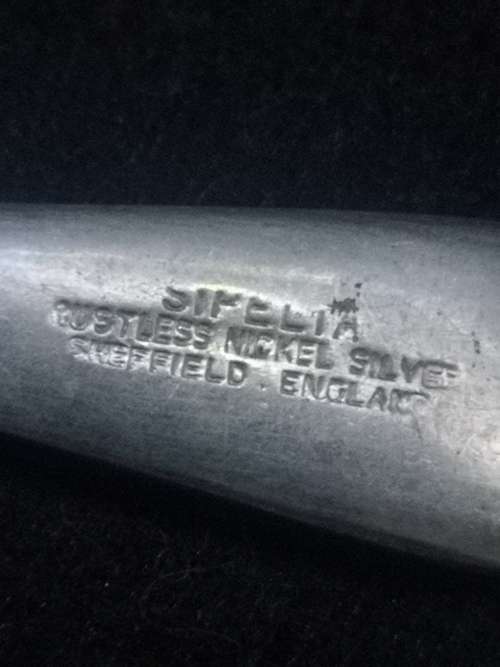 SIPELIA
RUSTLESS NICKEL SILVER
SHEFFIELD . ENGLAND